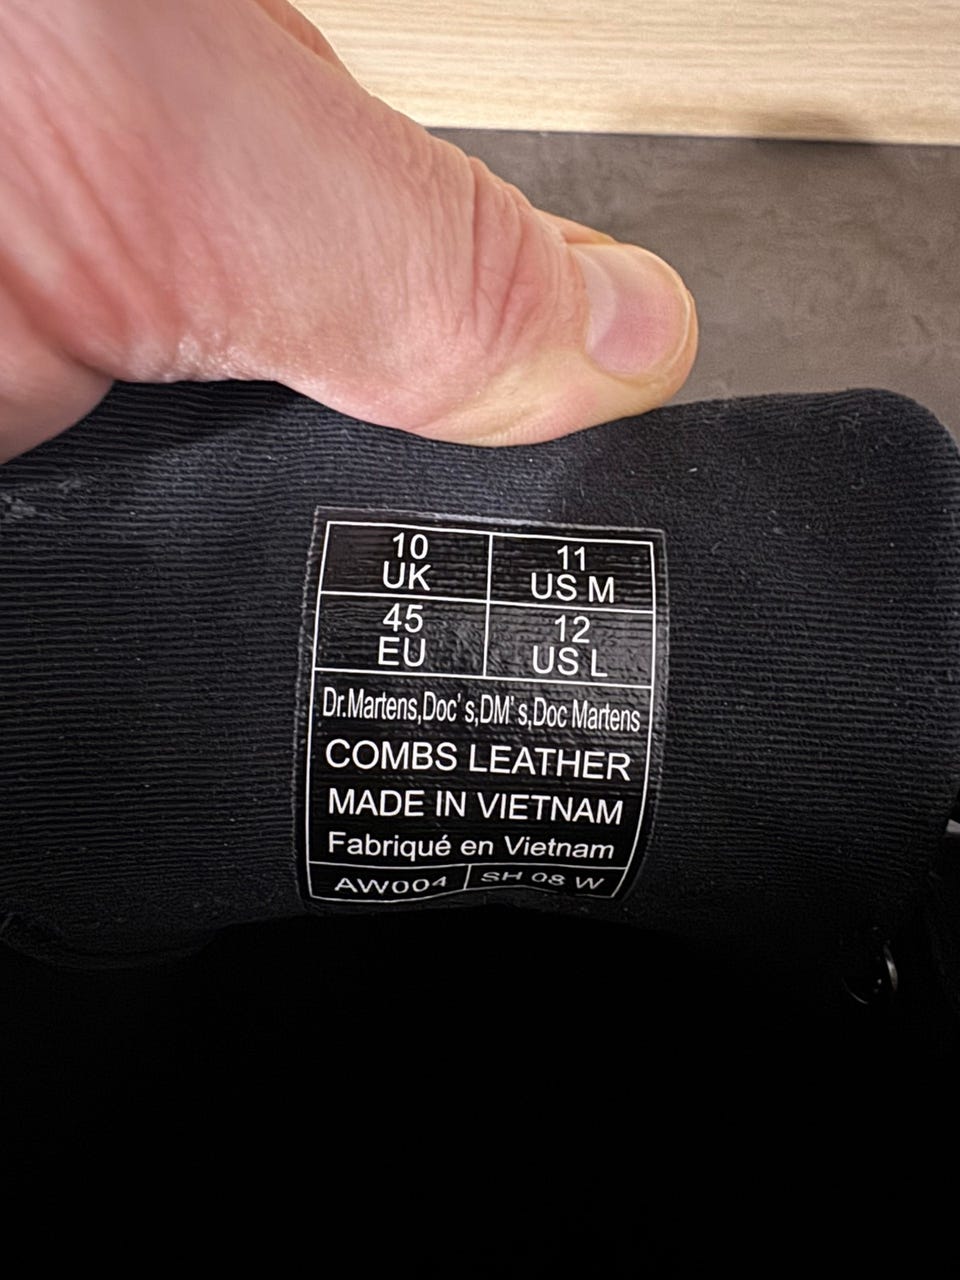 10
UK
11
US M
45
EU
12
US L
Dr.Martens,Doc's,DM's,Doc Martens
COMBS LEATHER
MADE IN VIETNAM
Fabriqué en Vietnam
AW004
SH 08 W